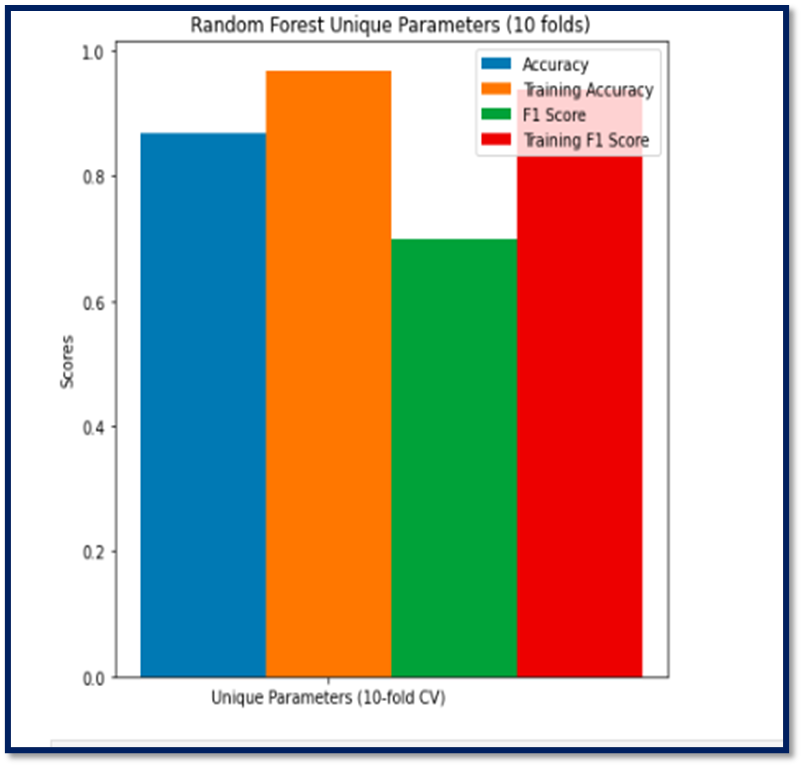 Random Forest Unique Parameters (10 folds)
Accuracy
Training Accuracy
F1 Score
Training F1 Score
1.0
0.8
0.6
0.4
0.2
0.0
Scores
Unique Parameters (10-fold CV)